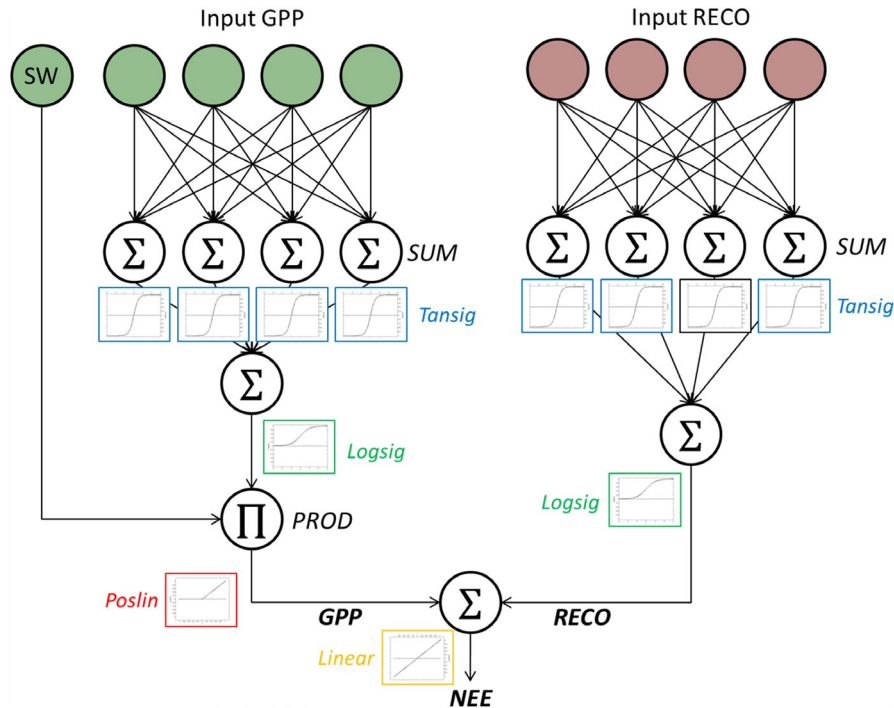 Input GPP
Input RECO
SW
Σ Σ Σ Σ SUM
Σ Σ Σ Σ SUM
Tansig
Tansig
Σ
Σ
Logsig
Logsig
∏ PROD
Poslin
GPP
Σ
RECO
Linear
NEE